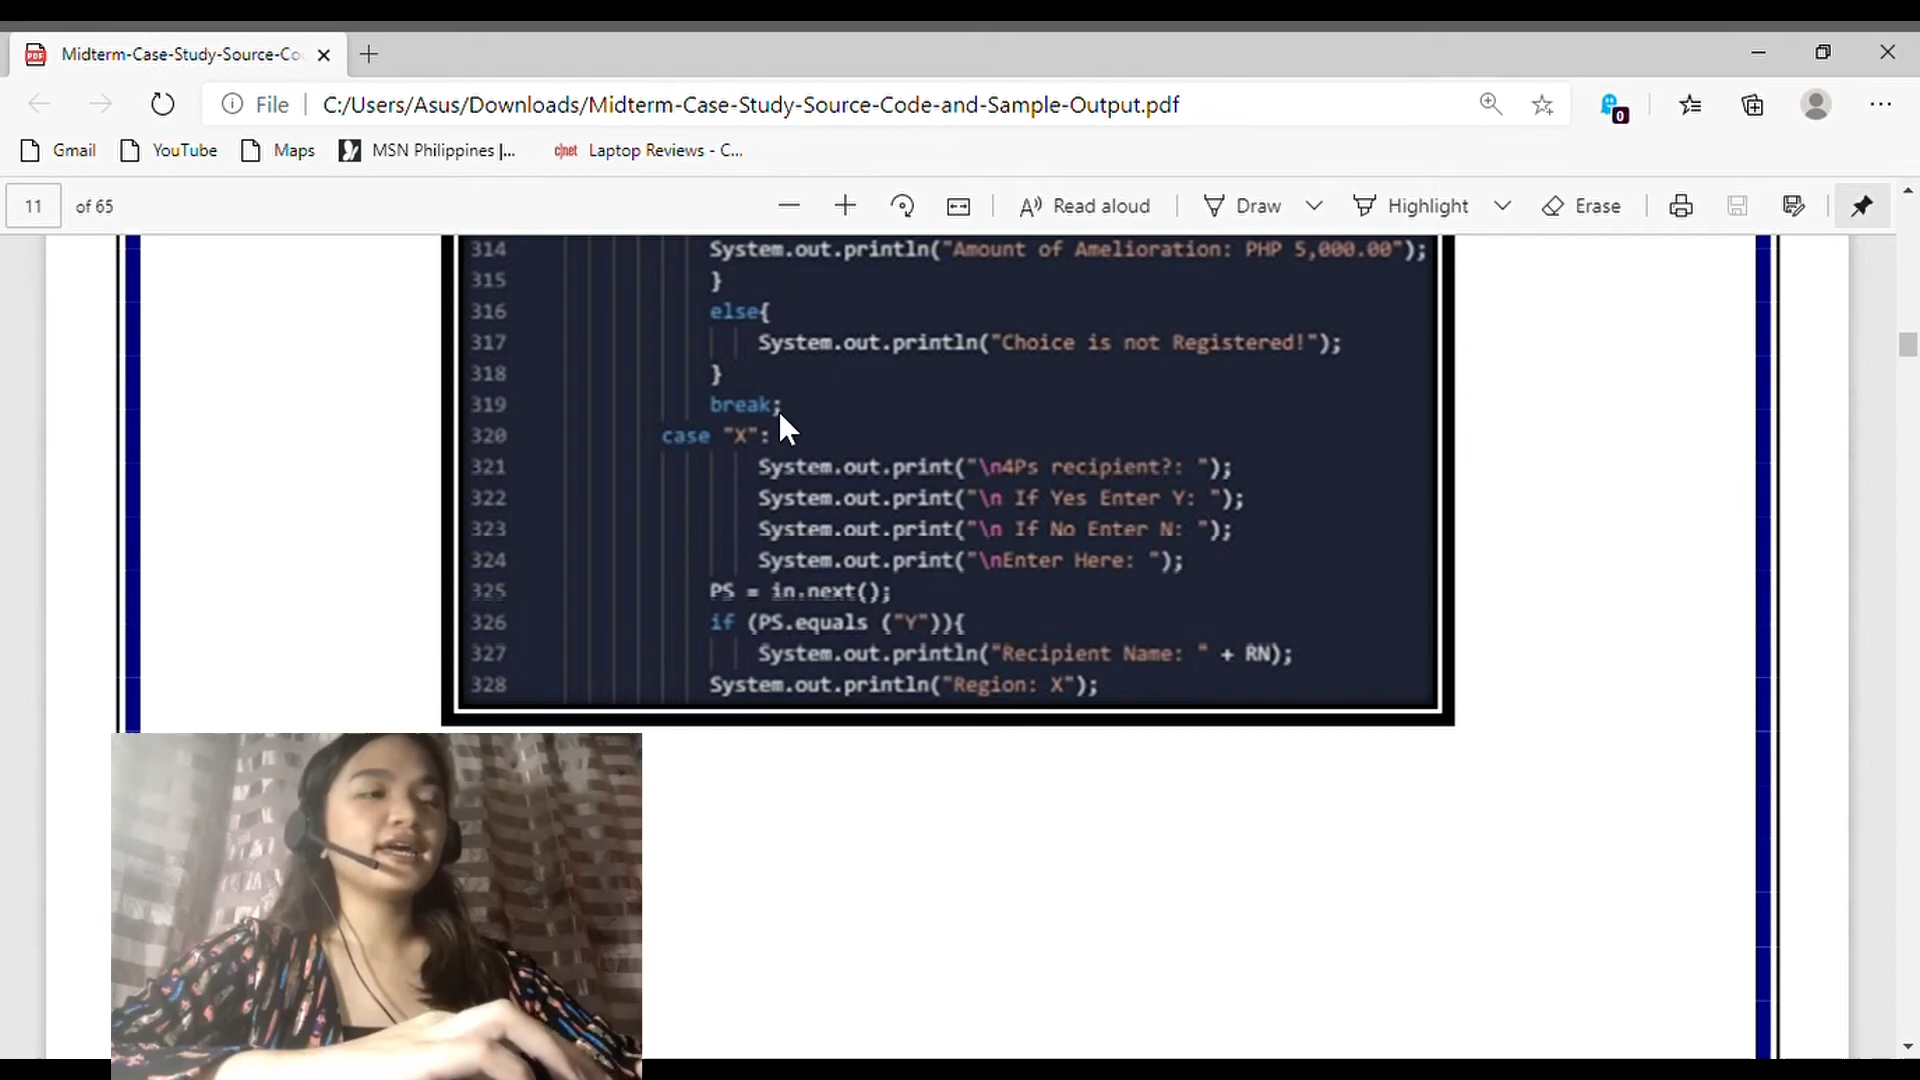 Midterm-Case-Study-Source-Co
File C:/Users/Asus/Downloads/Midterm-Case-Study-Source-Code-and-Sample-Output.pdf
0
Gmail YouTube Maps MSN Philippines |... c|net Laptop Reviews - C...
11 of 65 Read aloud Draw Highlight Erase
314 System.out.println("Amount of Amelioration: PHP 5,000.00");
315 }
316 else{
317 System.out.println("Choice is not Registered!");
318 }
319 break;
320 case "X":
321 System.out.print("\n4Ps recipient?: ");
322 System.out.print("\n If Yes Enter Y: ");
323 System.out.print("\n If No Enter N: ");
324 System.out.print("\nEnter Here: ");
325 PS = in.next();
326 if (PS.equals ("Y")){
327 System.out.println("Recipient Name: " + RN);
328 System.out.println("Region: X");